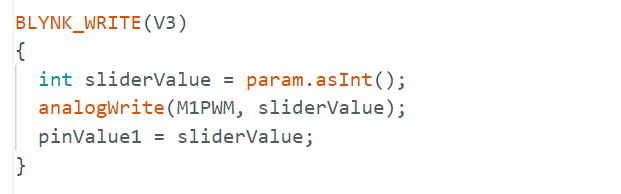 BLYNK_WRITE(V3)
{
  int sliderValue = param.asInt();
  analogWrite(M1PWM, sliderValue);
  pinValue1 = sliderValue;
}